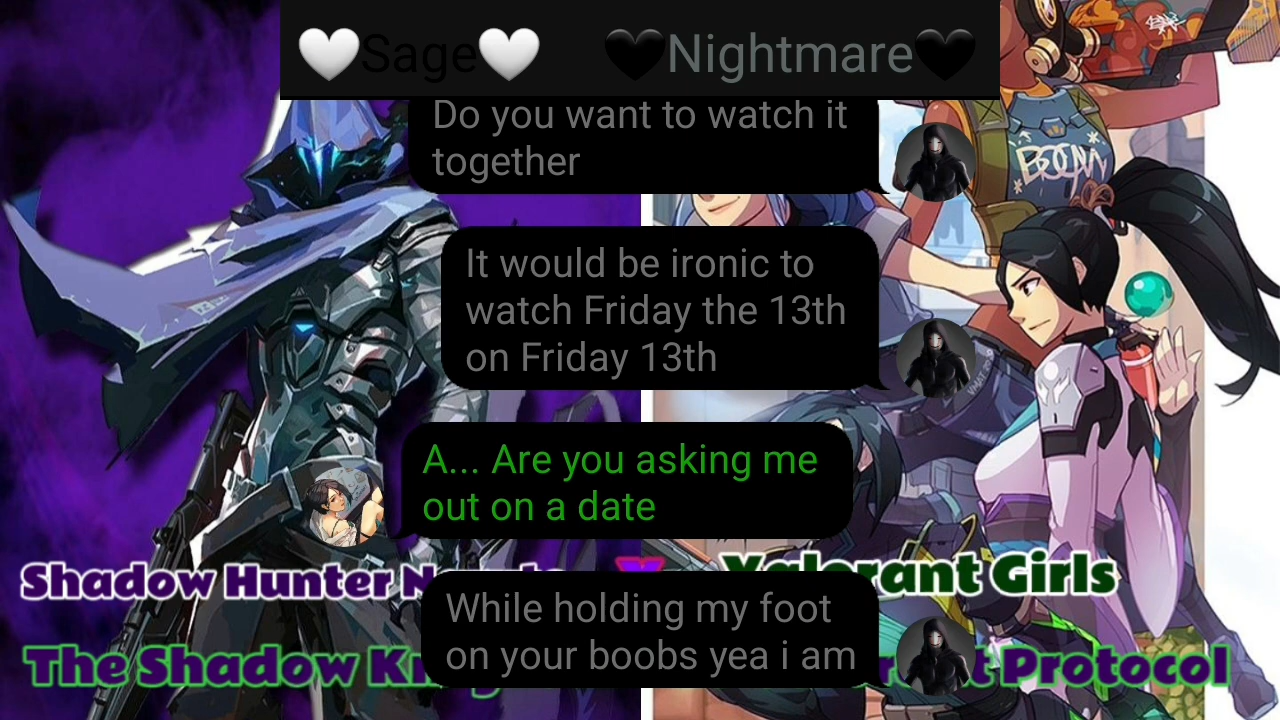 🤍Sage🤍 🖤Nightmare🖤
Do you want to watch it
together
BOOM
It would be ironic to
watch Friday the 13th
on Friday 13th
A... Are you asking me
out on a date
Shadow Hunter N
X
Valorant Girls
While holding my foot
on your boobs yea i am
The Shadow Kn
t Protocol